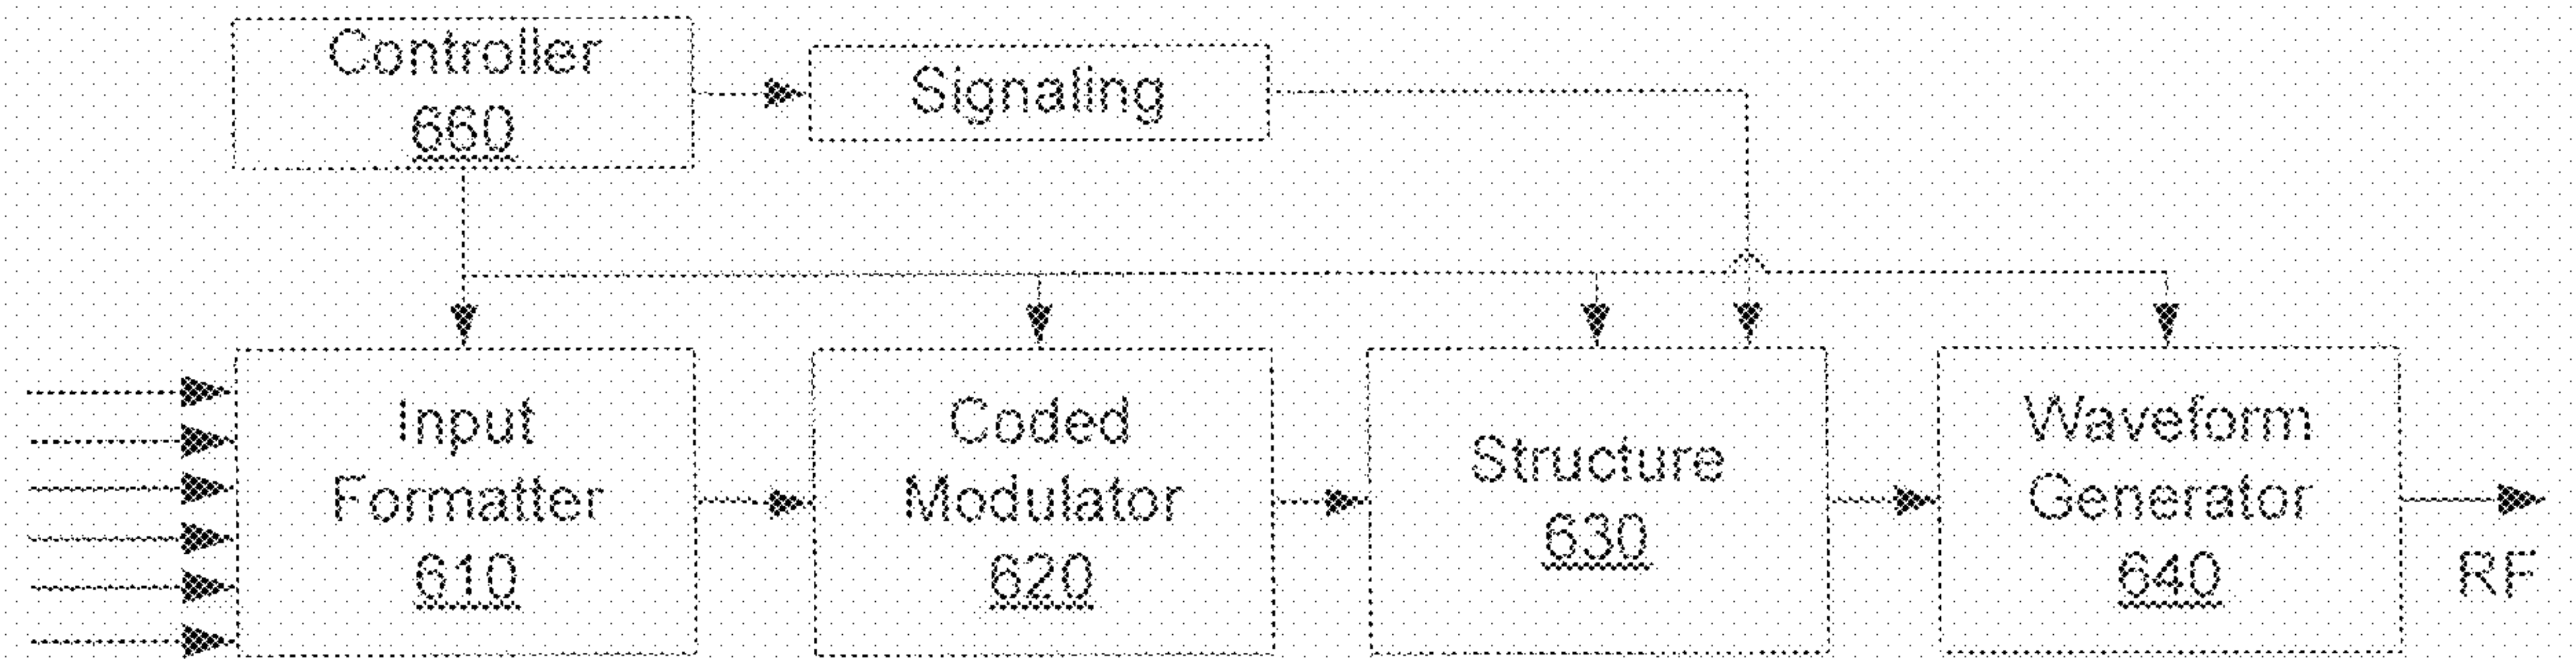 Controller
660
Signaling
Input
Formatter
610
Coded
Modulator
620
Structure
630
Waveform
Generator
640
RF